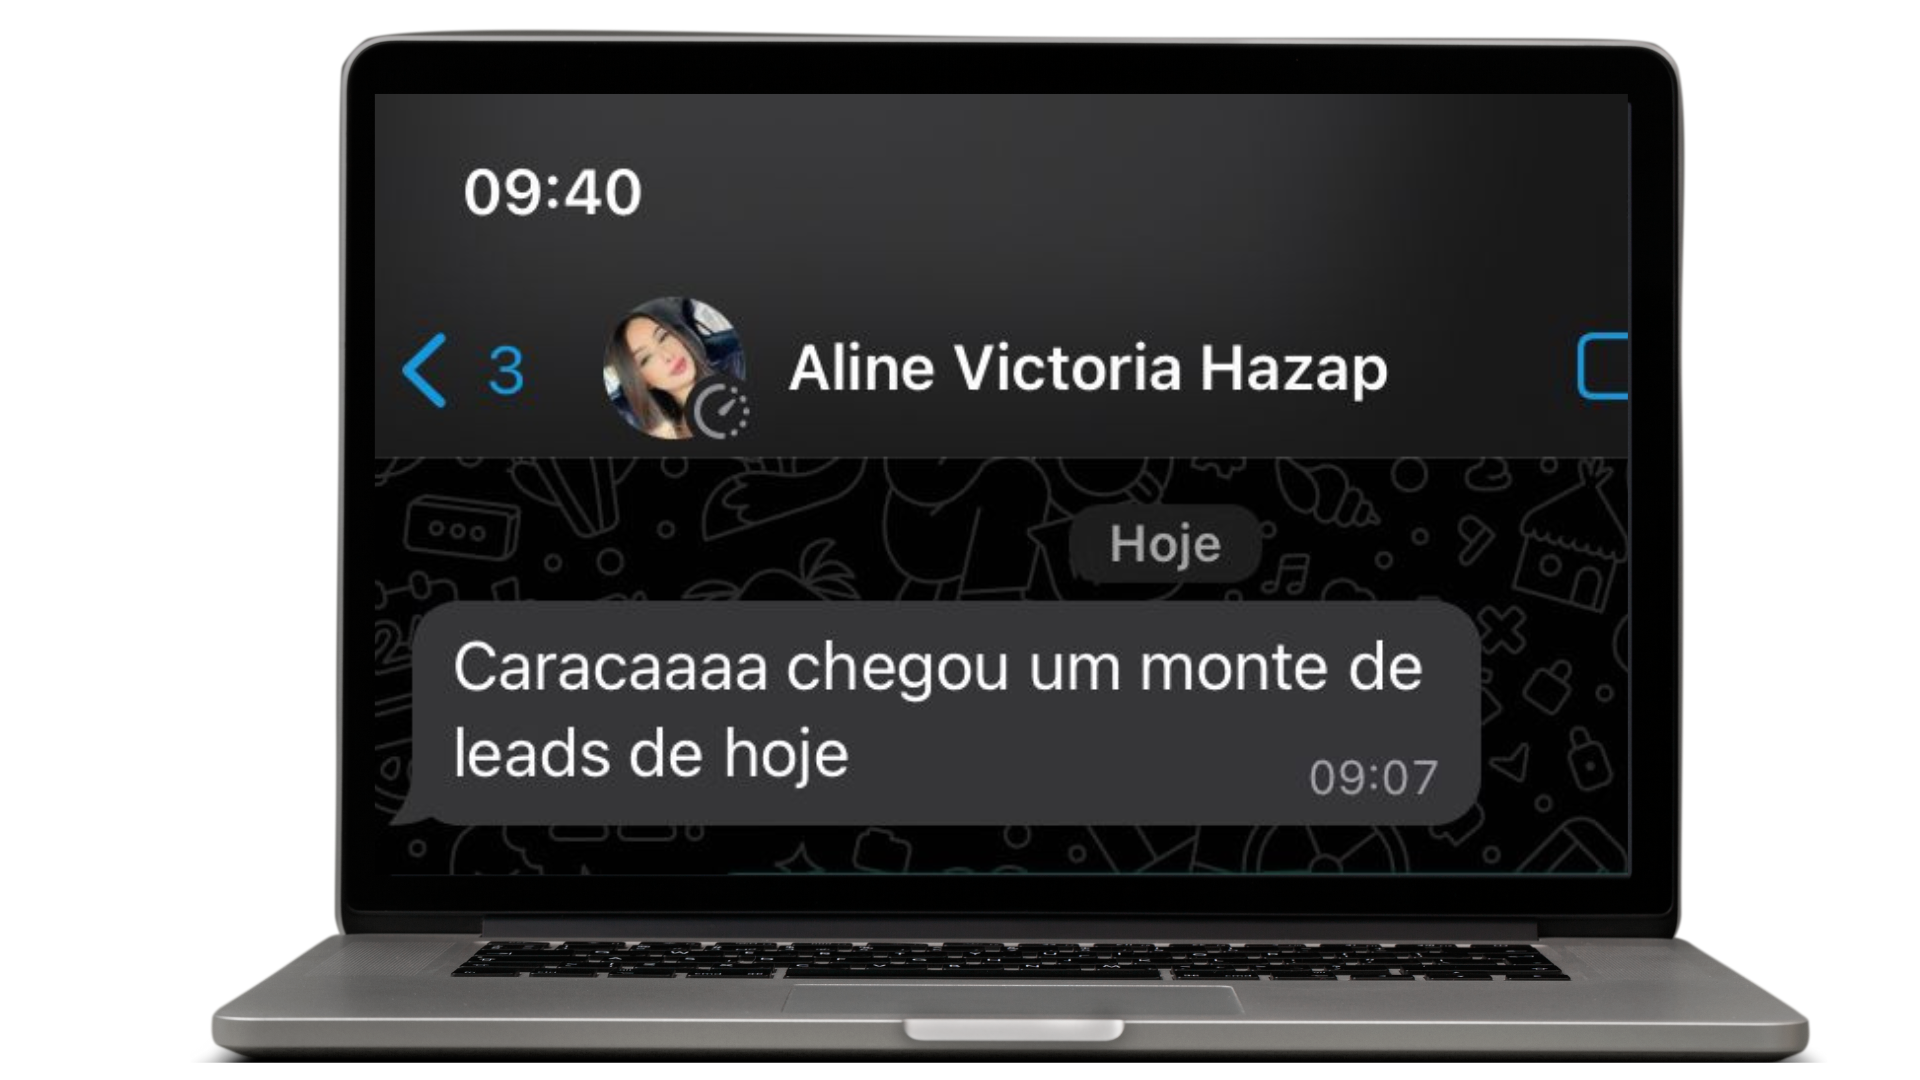 09:40
3
Aline Victoria Hazap
Hoje
Caracaaaa chegou um monte de
leads de hoje
09:07